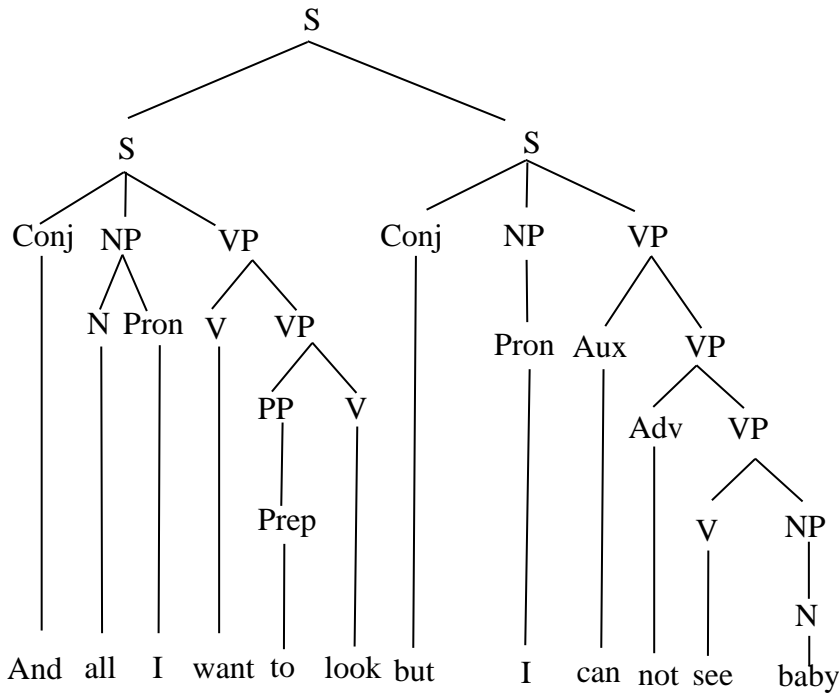 S
S S
Conj NP VP Conj NP VP
N Pron V VP Pron Aux VP
PP V Adv VP
Prep V NP
N
And all I want to look but I can not see baby